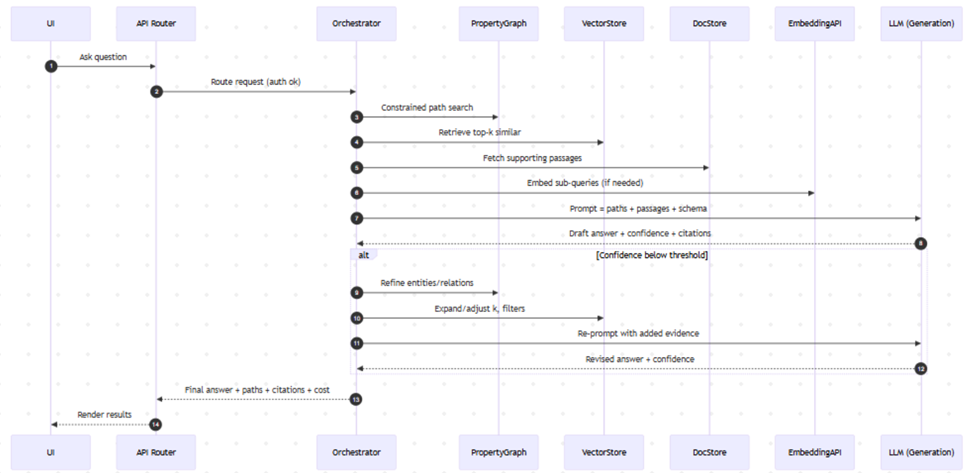 UI
API Router
Orchestrator
PropertyGraph
VectorStore
DocStore
EmbeddingAPI
LLM (Generation)
Ask question
1
Route request (auth ok)
2
Constrained path search
3
Retrieve top-k similar
4
Fetch supporting passages
5
Embed sub-queries (if needed)
6
Prompt = paths + passages + schema
7
Draft answer + confidence + citations
8
alt
[Confidence below threshold]
Refine entities/relations
9
Expand/adjust k, filters
10
Re-prompt with added evidence
11
Revised answer + confidence
12
Final answer + paths + citations + cost
13
Render results
14
UI
API Router
Orchestrator
PropertyGraph
VectorStore
DocStore
EmbeddingAPI
LLM (Generation)